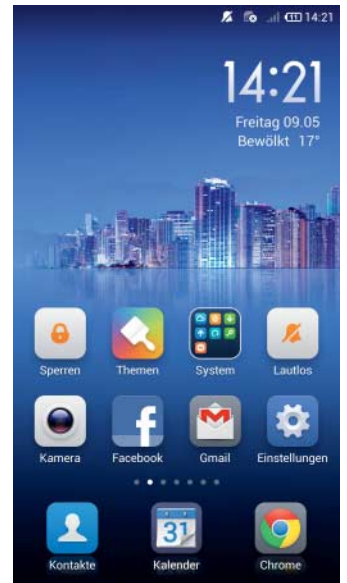 14:21
14:21
Freitag 09.05
Bewölkt 17°
Sperren Themen System Lautlos
Kamera Facebook Gmail Einstellungen
31
Kontakte Kalender Chrome